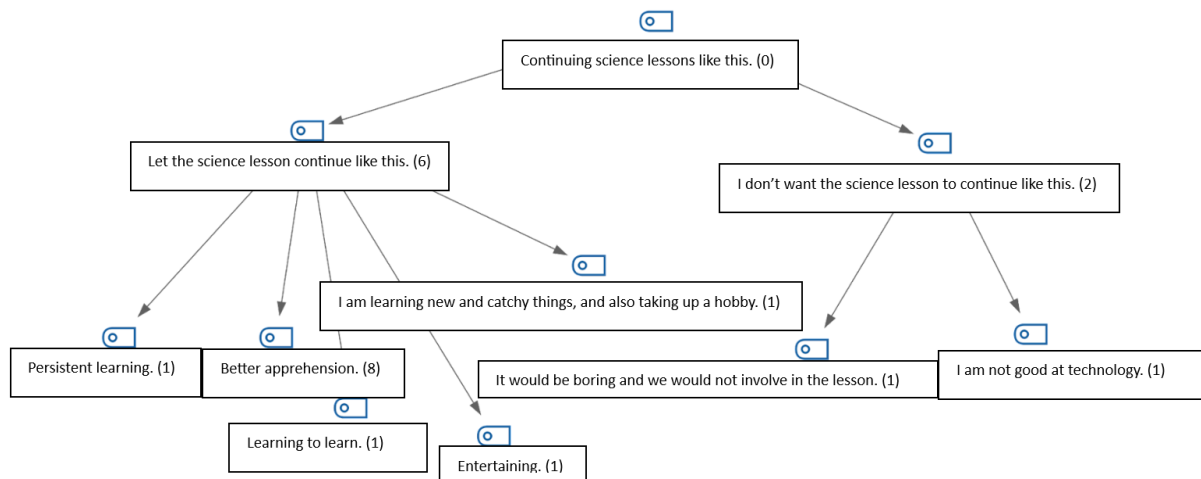 Continuing science lessons like this. (0)
Let the science lesson continue like this. (6)
I don’t want the science lesson to continue like this. (2)
I am learning new and catchy things, and also taking up a hobby. (1)
Persistent learning. (1)
Better apprehension. (8)
It would be boring and we would not involve in the lesson. (1)
I am not good at technology. (1)
Learning to learn. (1)
Entertaining. (1)